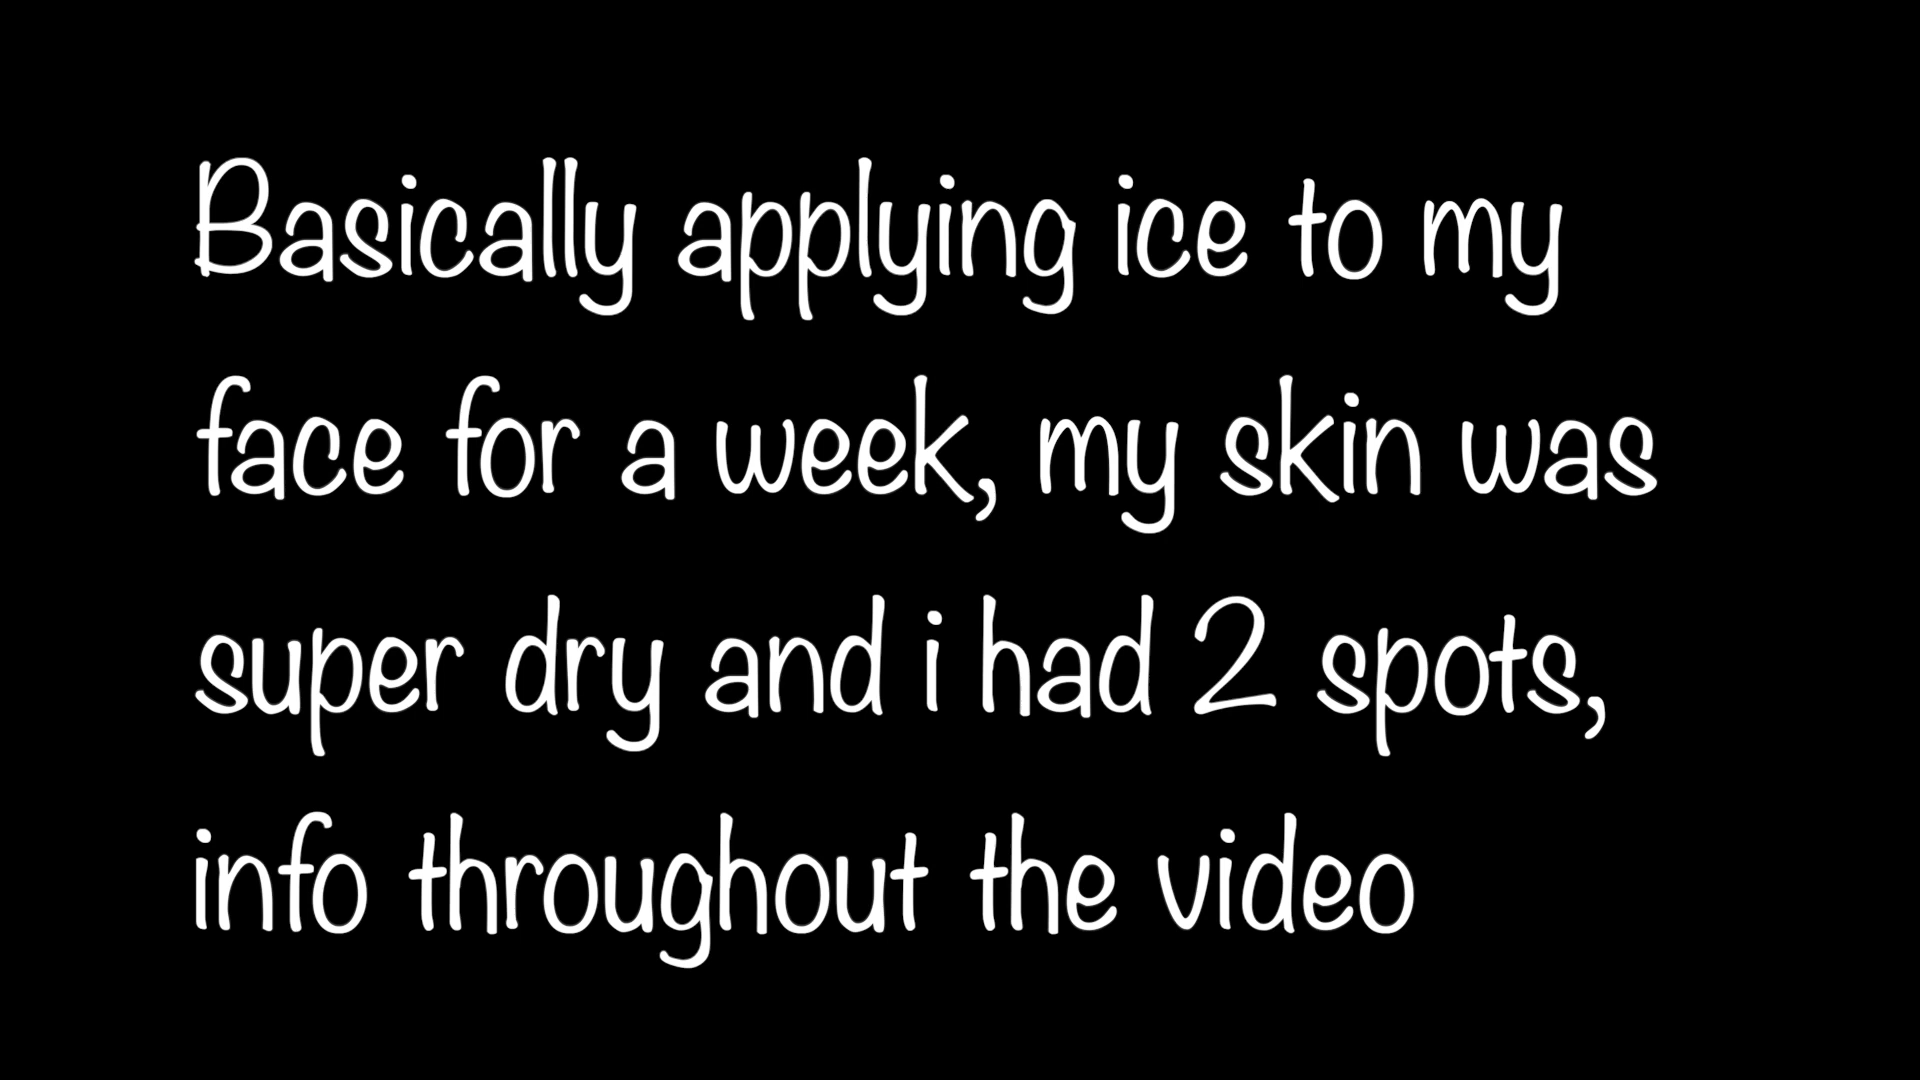 Basically applying ice to my
face for a week, my skin was
super dry and i had 2 spots,
info throughout the video